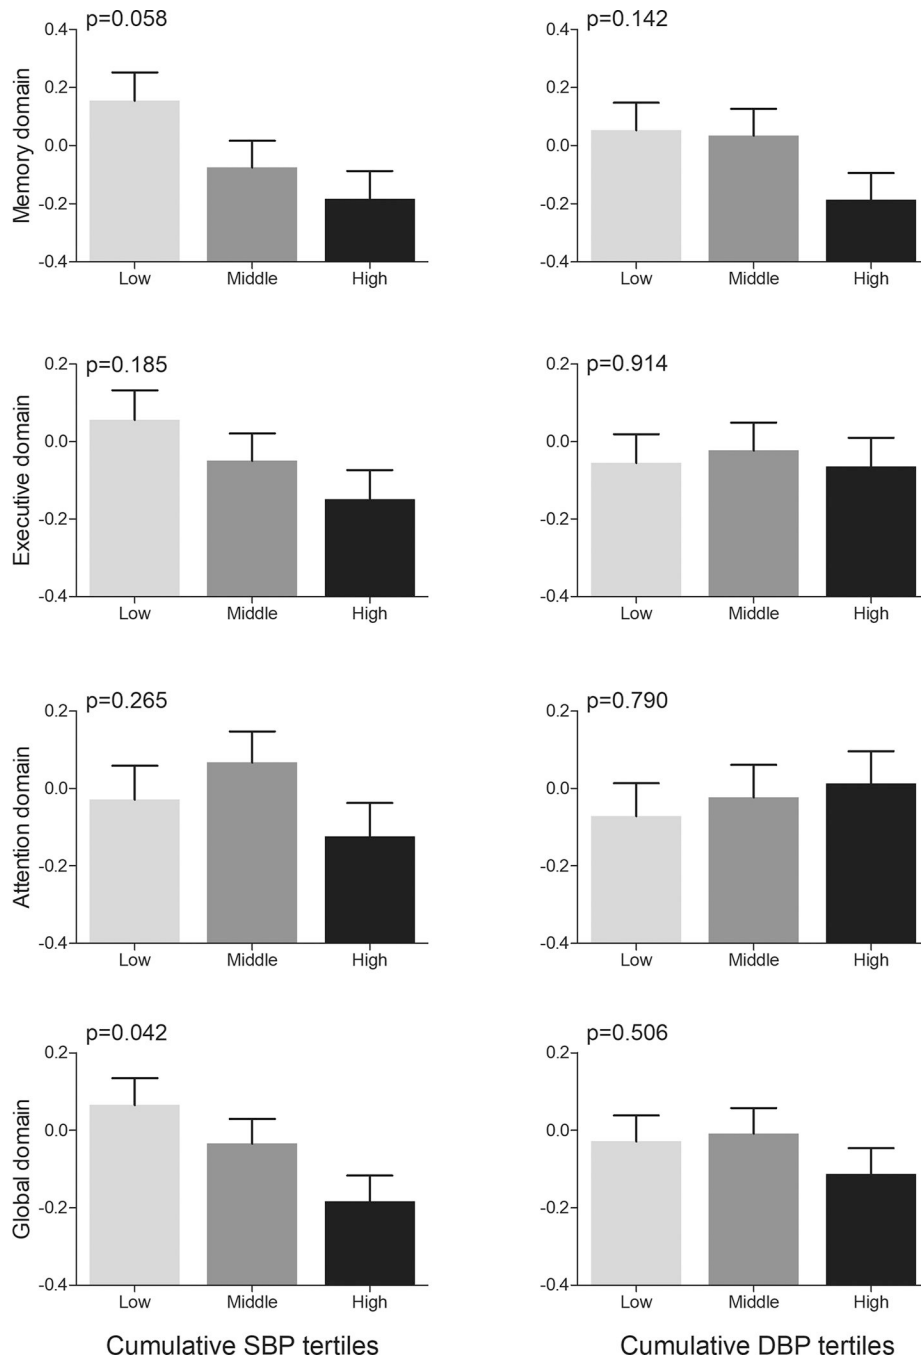 p=0.058
Memory domain
0.4
0.2
0.0
-0.2
-0.4
Low Middle High
p=0.142
0.4
0.2
0.0
-0.2
-0.4
Low Middle High
p=0.185
Executive domain
0.2
0.0
-0.2
-0.4
Low Middle High
p=0.914
0.2
0.0
-0.2
-0.4
Low Middle High
p=0.265
Attention domain
0.2
0.0
-0.2
-0.4
Low Middle High
p=0.790
0.2
0.0
-0.2
-0.4
Low Middle High
p=0.042
Global domain
0.2
0.0
-0.2
-0.4
Low Middle High
p=0.506
0.2
0.0
-0.2
-0.4
Low Middle High
Cumulative SBP tertiles
Cumulative DBP tertiles